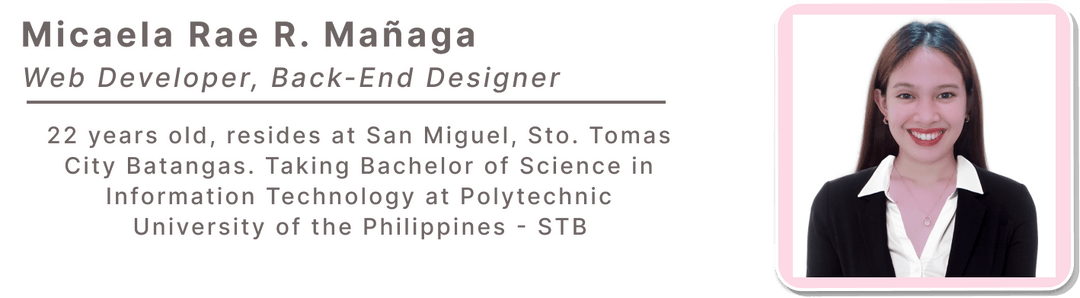 Micaela Rae R. Mañaga
Web Developer, Back-End Designer
22 years old, resides at San Miguel, Sto. Tomas
City Batangas. Taking Bachelor of Science in
Information Technology at Polytechnic
University of the Philippines - STB